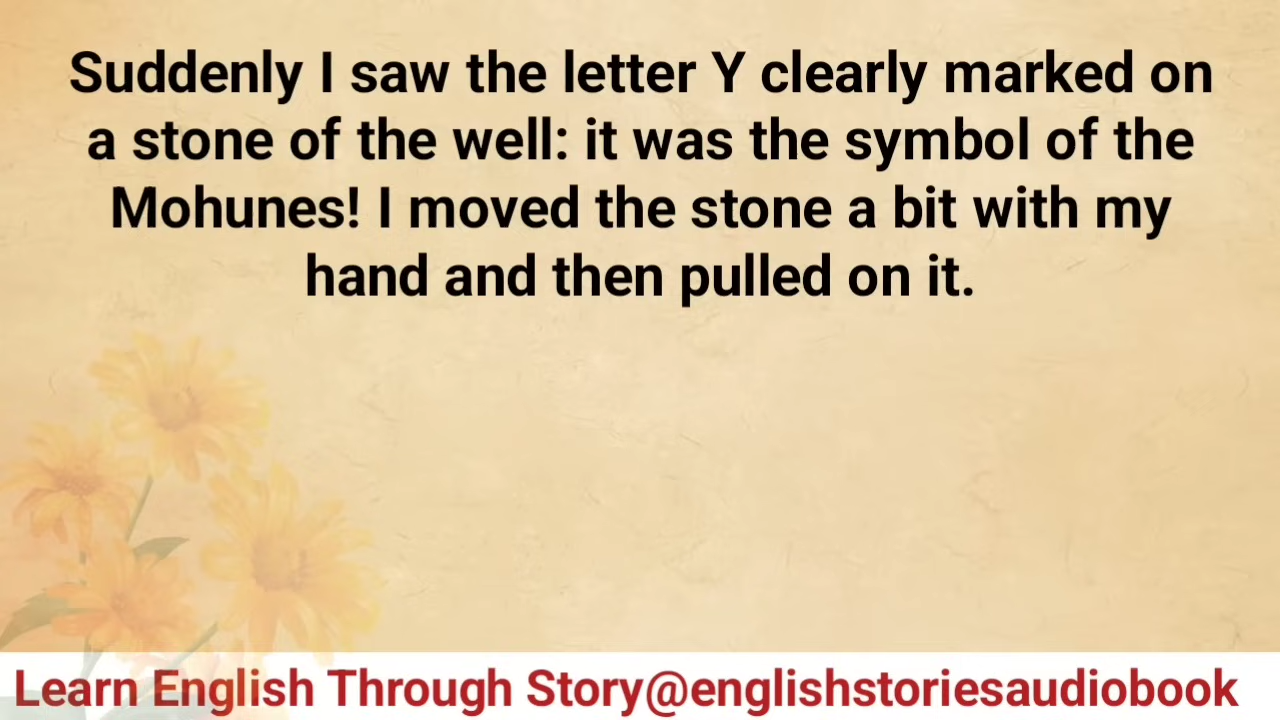 Suddenly I saw the letter Y clearly marked on
a stone of the well: it was the symbol of the
Mohunes! I moved the stone a bit with my
hand and then pulled on it.
Learn English Through Story@englishstoriesaudiobook